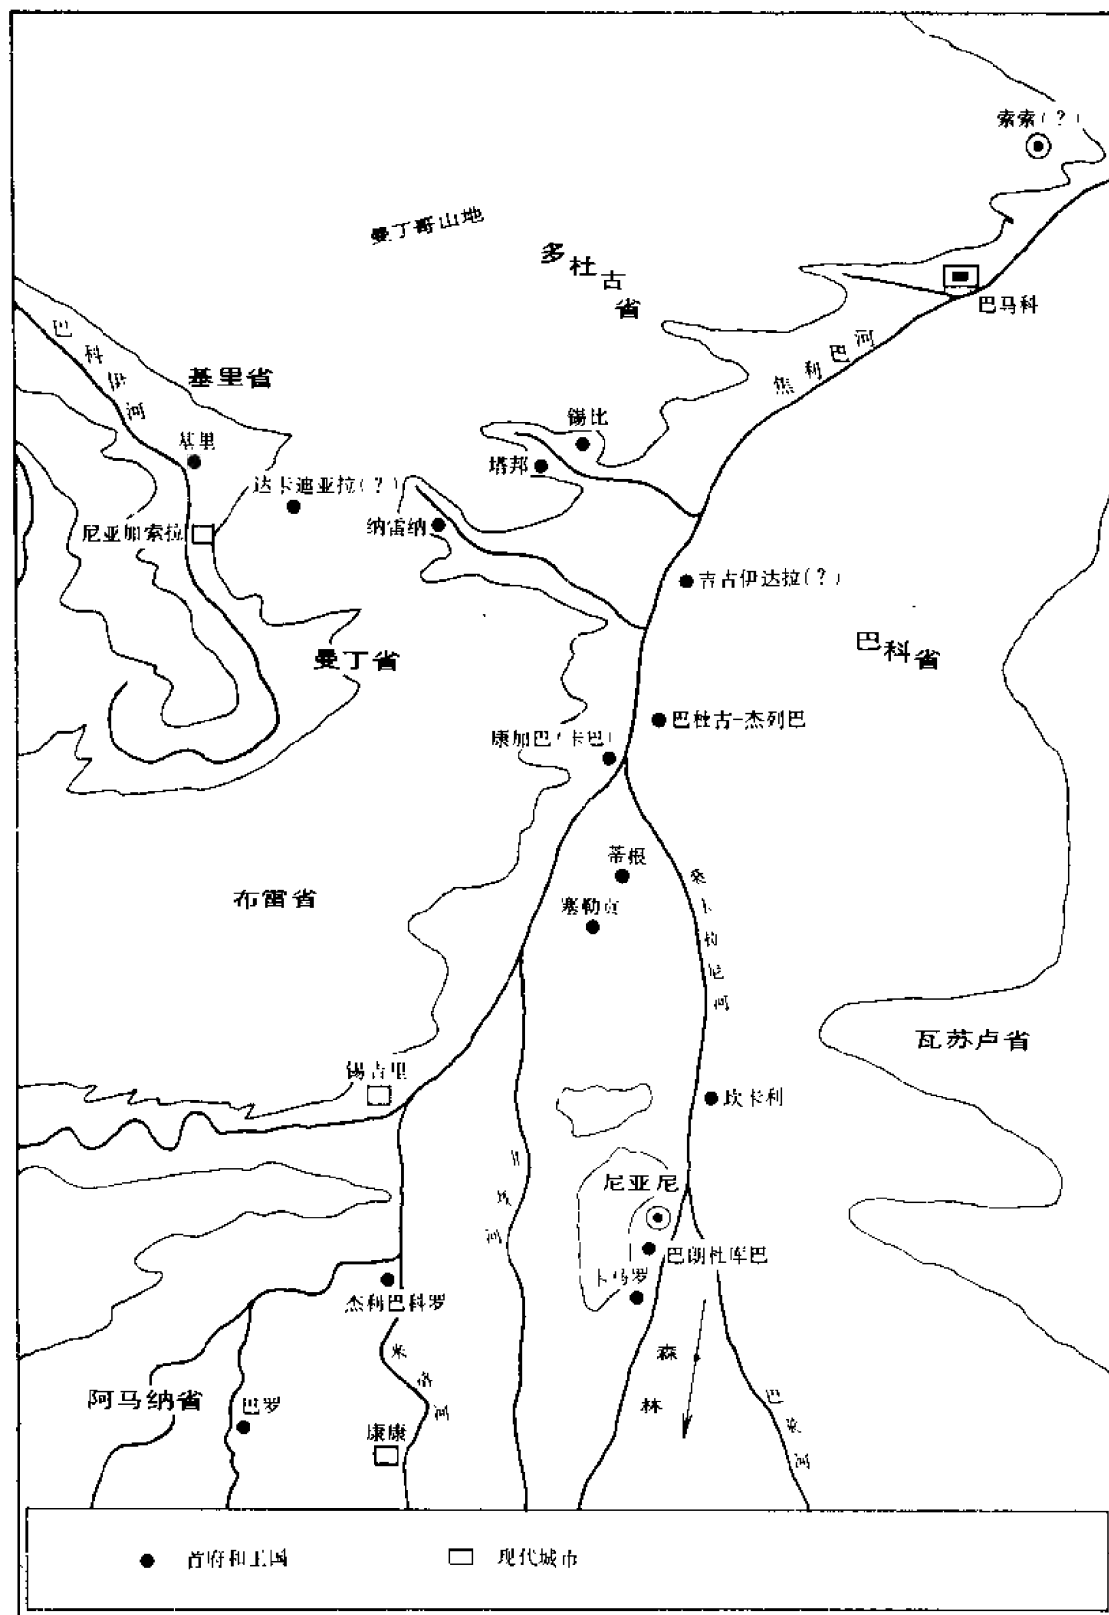 索索(?)
曼丁哥山地
多杜古省
巴马科
巴科伊河
焦利巴河
基里省
锡比
基里
塔邦
达卡迪亚拉(?)
纳雷纳
尼亚加索拉
吉古伊达拉(?)
曼丁省
巴科省
巴杜古-杰列巴
康加巴(卡巴)
蒂根
桑卡拉尼河
布雷省
塞勒贡
瓦苏卢省
锡吉里
坎卡利
河
尼亚尼
巴朗杜库巴
卡马罗
杰利巴科罗
米洛河
森林
阿马纳省
巴罗
康康
河
首府和王国
现代城市